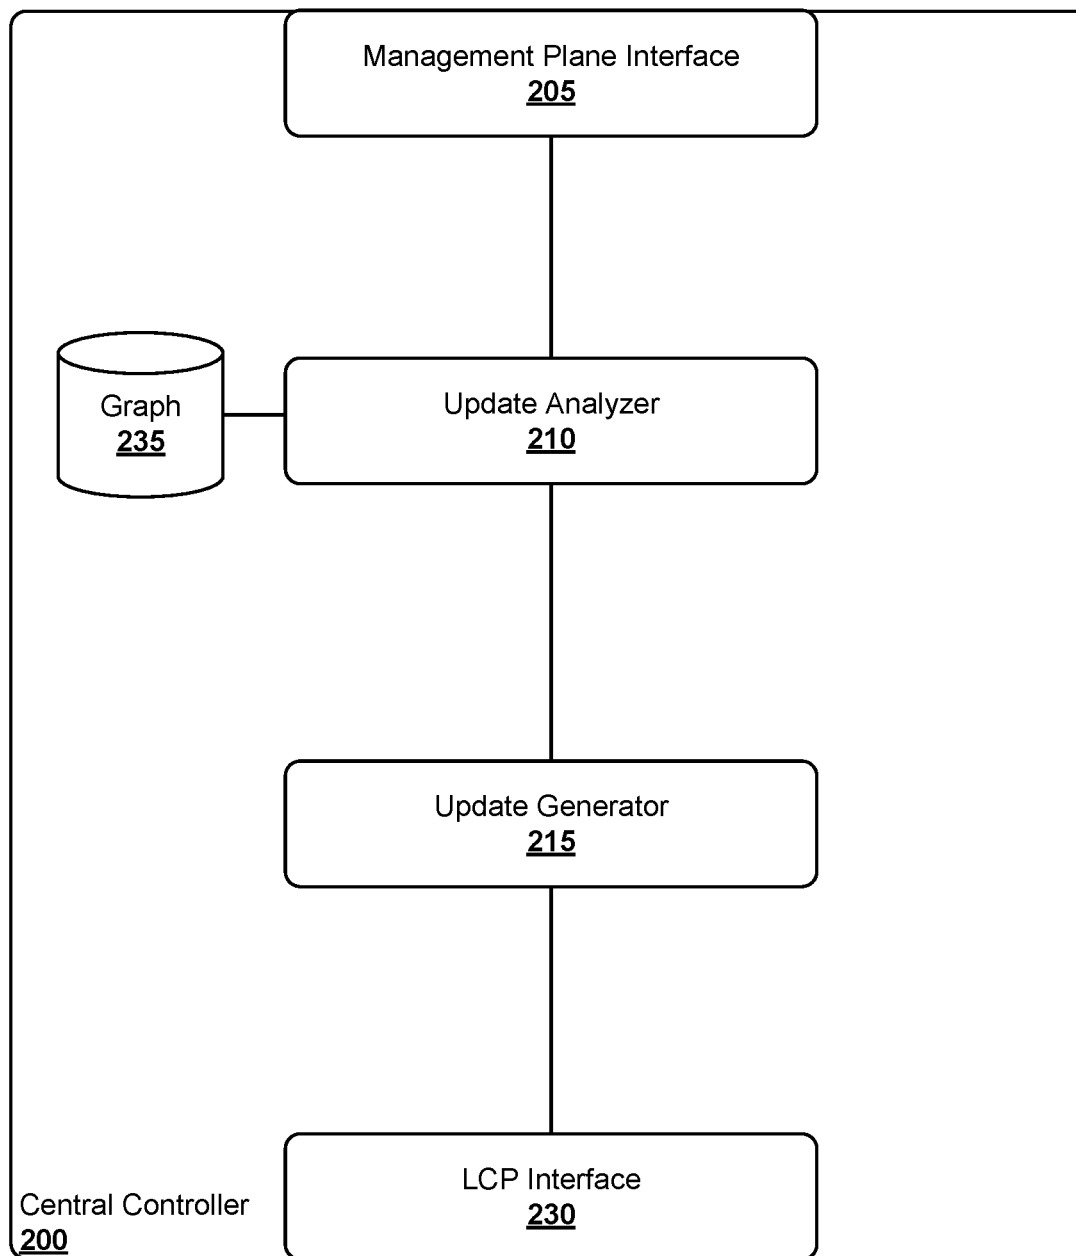 Management Plane Interface
205
Graph
235
Update Analyzer
210
Update Generator
215
LCP Interface
230
Central Controller
200